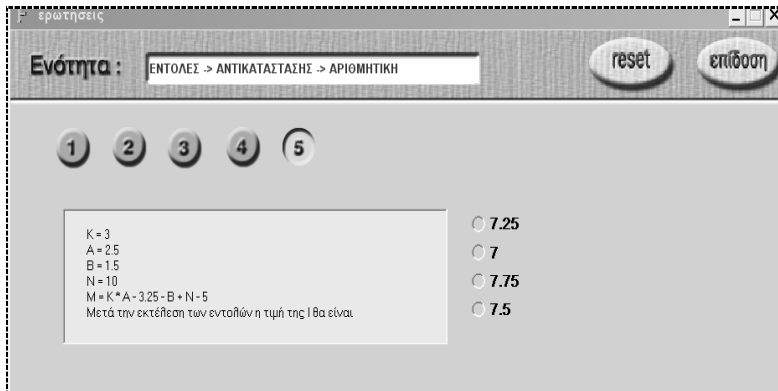 ερωτησεις
Ενότητα :
ΕΝΤΟΛΕΣ -> ΑΝΤΙΚΑΤΑΣΤΑΣΗΣ -> ΑΡΙΘΜΗΤΙΚΗ
reset
επίδοση
1 2 3 4 5
K = 3
A = 2.5
B = 1.5
N = 10
M = K * A - 3.25 - B + N - 5
Μετά την εκτέλεση των εντολών η τιμή της Ι θα είναι
7.25
7
7.75
7.5